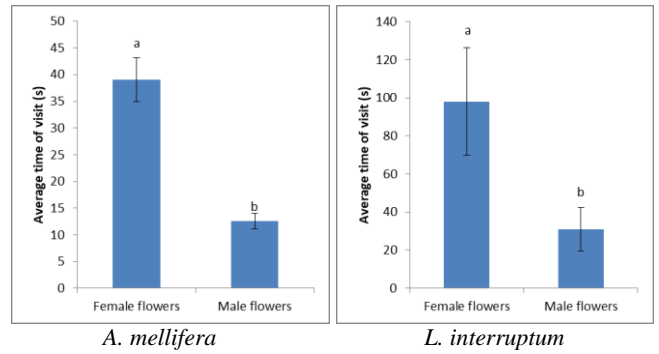 Average time of visit (s)
50
45
40
35
30
25
20
15
10
5
0
a
b
Female flowers
Male flowers
A. mellifera
Average time of visit (s)
140
120
100
80
60
40
20
0
a
b
Female flowers
Male flowers
L. interruptum